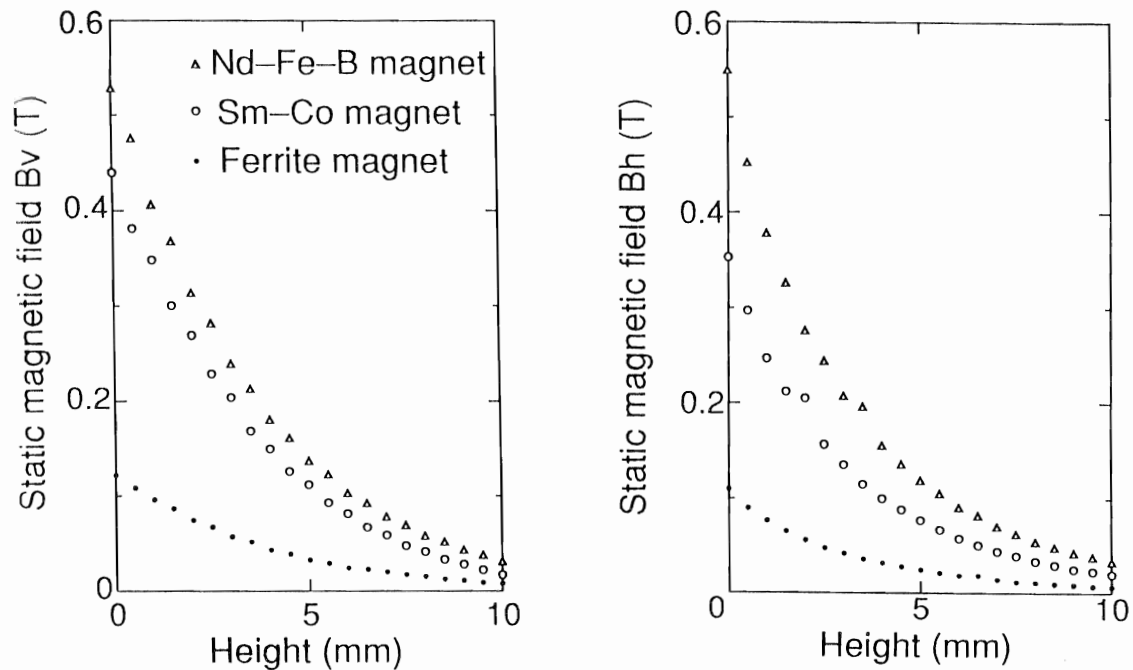 0.6
△ Nd–Fe–B magnet
○ Sm–Co magnet
• Ferrite magnet
0.4
0.2
0
0 5 10
Height (mm)
Static magnetic field Bv (T)
0.6
0.4
0.2
0
0 5 10
Height (mm)
Static magnetic field Bh (T)